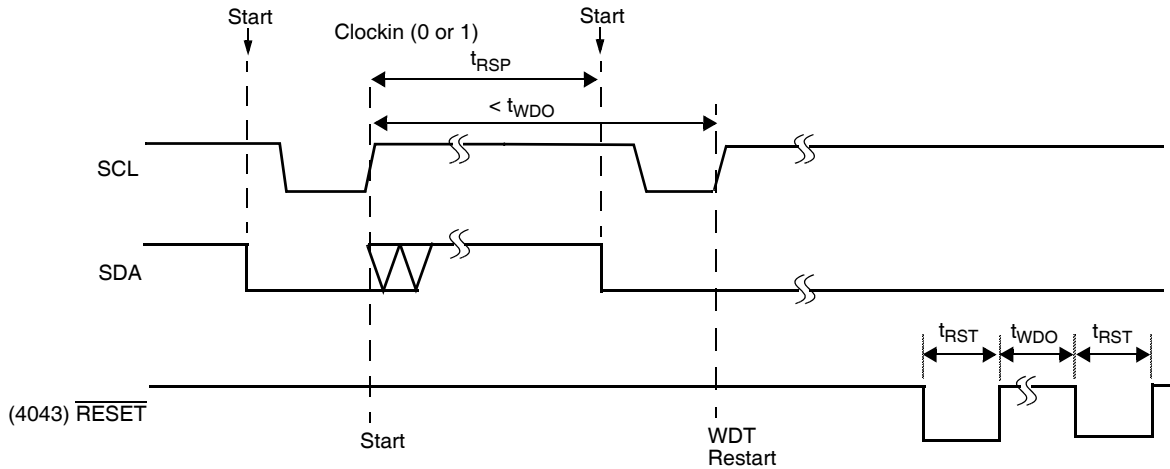 Start
Start
Clockin (0 or 1)
tRSP
< tWDO
SCL
SDA
tRST
tWDO
tRST
(4043) RESET
Start
WDT
Restart